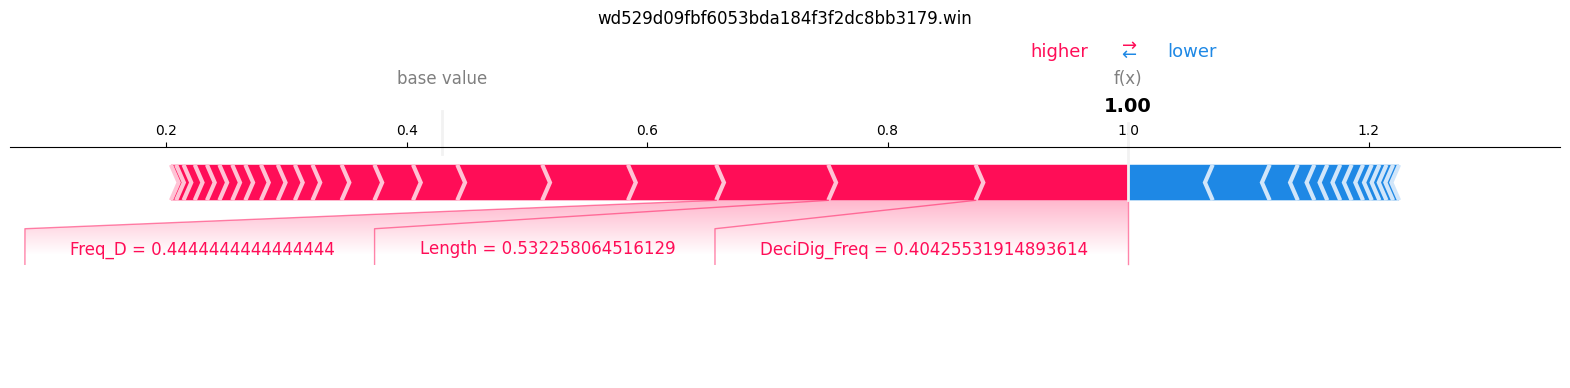 wd529d09fbf6053bda184f3f2dc8bb3179.win
higher ⇄ lower
base value f(x)
1.00
0.2 0.4 0.6 0.8 1.0 1.2
Freq_D = 0.4444444444444444 Length = 0.532258064516129 DeciDig_Freq = 0.40425531914893614